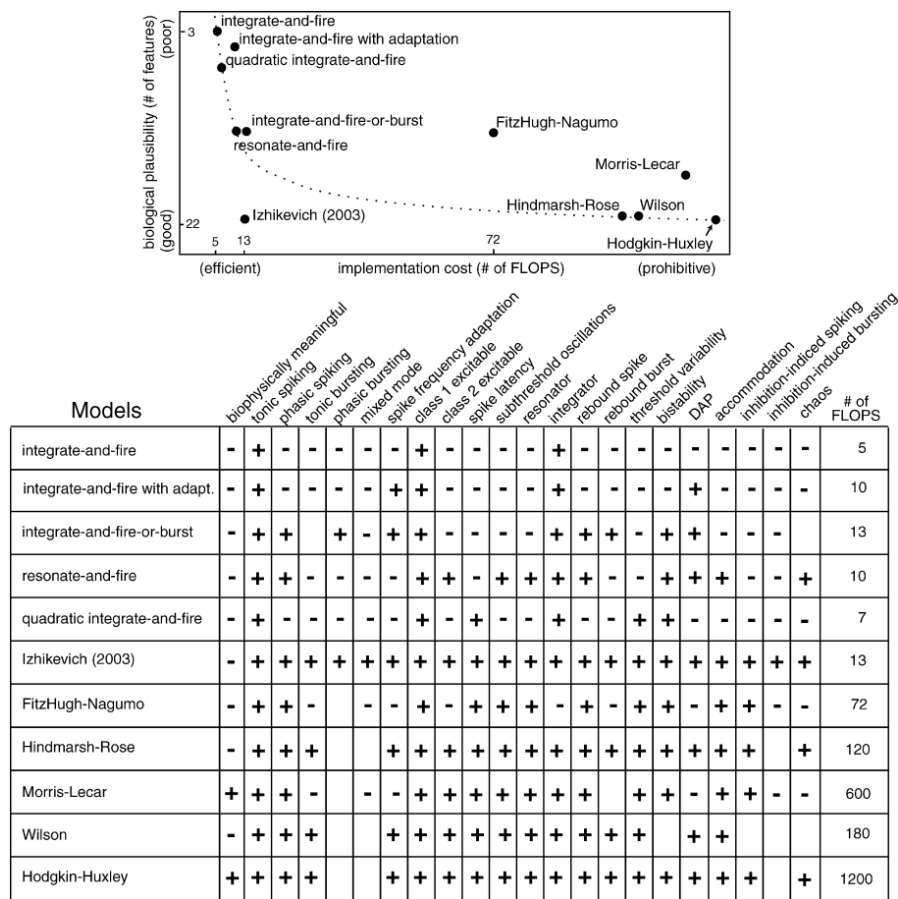 biological plausibility (# of features)
(poor)
(good)
3
22
integrate-and-fire
integrate-and-fire with adaptation
quadratic integrate-and-fire
integrate-and-fire-or-burst
resonate-and-fire
FitzHugh-Nagumo
Morris-Lecar
Hindmarsh-Rose
Wilson
Izhikevich (2003)
Hodgkin-Huxley
5 13 72
(efficient) implementation cost (# of FLOPS) (prohibitive)
Models
biophysically meaningful
tonic spiking
phasic spiking
tonic bursting
phasic bursting
mixed mode
spike frequency adaptation
class 1 excitable
class 2 excitable
spike latency
subthreshold oscillations
resonator
integrator
rebound spike
rebound burst
threshold variability
bistability
DAP
accommodation
inhibition-indiced spiking
inhibition-induced bursting
chaos
# of
FLOPS
integrate-and-fire - + - - - - - + - - - - + - - - - - - - - - 5
integrate-and-fire with adapt. - + - - - - + + - - - - + - - - - + - - - - 10
integrate-and-fire-or-burst - + + + - + + - - - - + + + - + + - - - 13
resonate-and-fire - + + - - - - + + - + + + + - - + + + - - + 10
quadratic integrate-and-fire - + - - - - - + - + - - + - - + + - - - - - 7
Izhikevich (2003) - + + + + + + + + + + + + + + + + + + + + + 13
FitzHugh-Nagumo - + + - - - + - + + + - + - + + - + + - - 72
Hindmarsh-Rose - + + + + + + + + + + + + + + + + + + 120
Morris-Lecar + + + - - - + + + + + + + + + - + + - - 600
Wilson - + + + + + + + + + + + + + + + 180
Hodgkin-Huxley + + + + + + + + + + + + + + + + + + + 1200